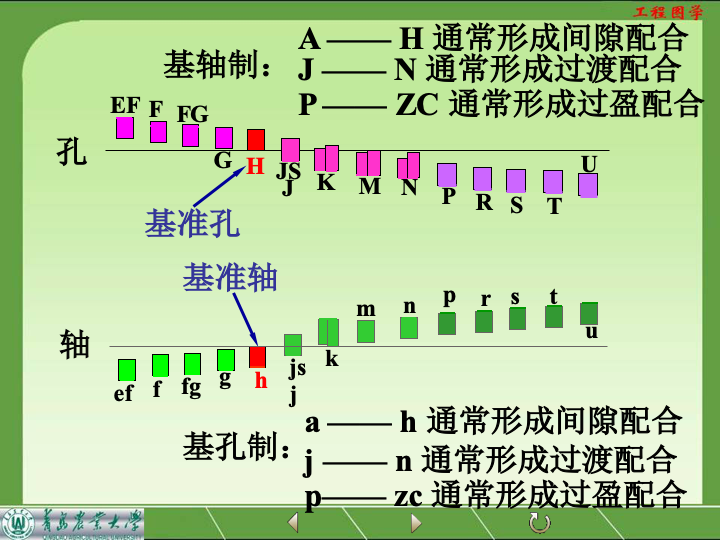 工程图学
A —— H 通常形成间隙配合
基轴制：
J —— N 通常形成过渡配合
P —— ZC 通常形成过盈配合
EF F FG
孔
G H JS K M N P R S T U
J
基准孔
基准轴
m n p r s t
轴
u
ef f fg g h js k
j
a —— h 通常形成间隙配合
基孔制：
j —— n 通常形成过渡配合
p —— zc 通常形成过盈配合
青岛农业大学